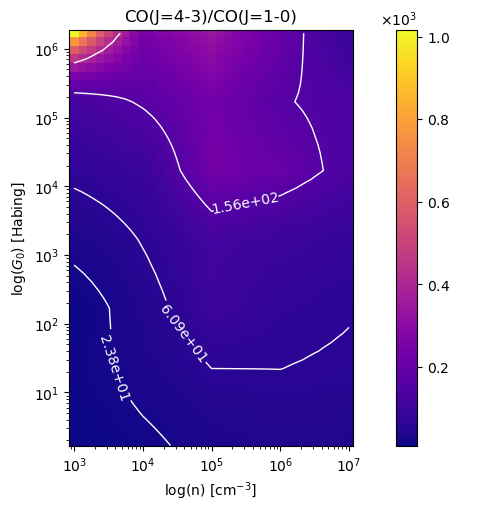 CO(J=4-3)/CO(J=1-0)
×10³
10⁶
10⁵
10⁴
10³
10²
10¹
log(G₀) [Habing]
1.56e+02
6.09e+01
2.38e+01
10³ 10⁴ 10⁵ 10⁶ 10⁷
log(n) [cm⁻³]
1.0
0.8
0.6
0.4
0.2